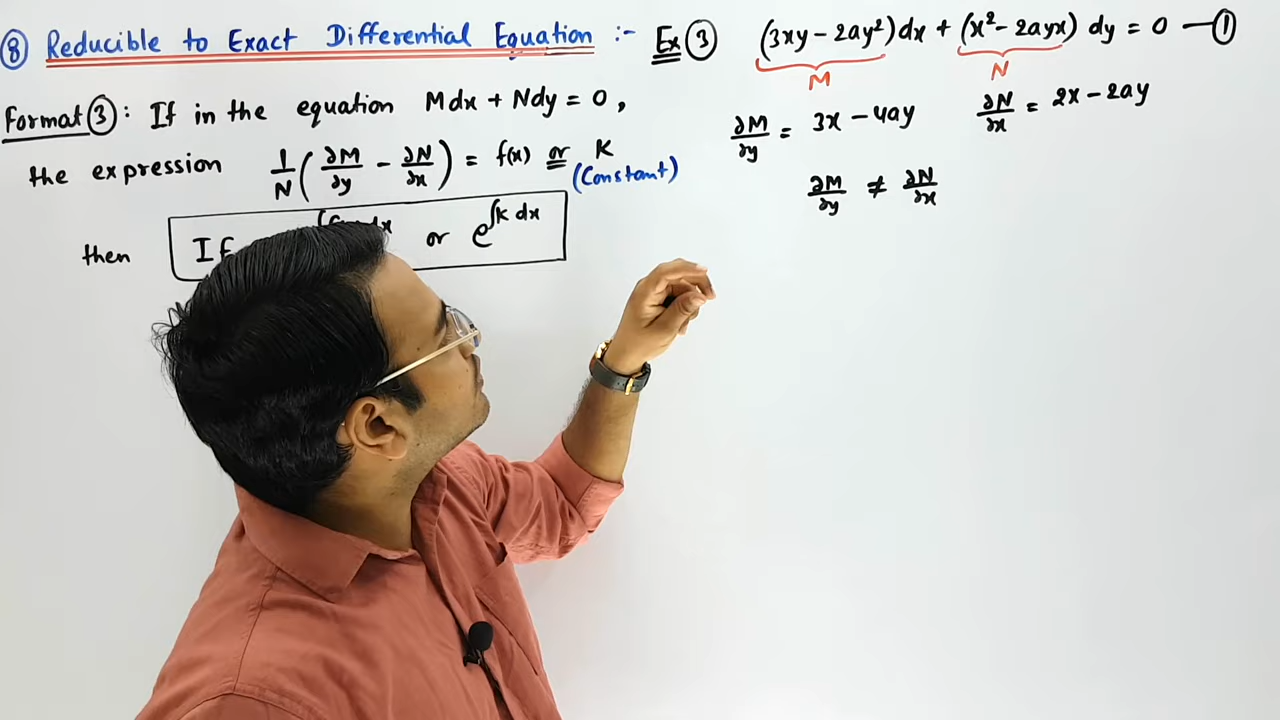 ⑧ Reducible to Exact Differential Equation :-
Format ③ : If in the equation Mdx + Ndy = 0,
the expression 1/N ( ∂M/∂y - ∂N/∂x ) = f(x) or K
(Constant)
then IF or e^∫k dx
Ex ③ (3xy - 2ay²) dx + (x² - 2ayx) dy = 0 — ①
M N
∂M/∂y = 3x - 4ay ∂N/∂x = 2x - 2ay
∂M/∂y ≠ ∂N/∂x